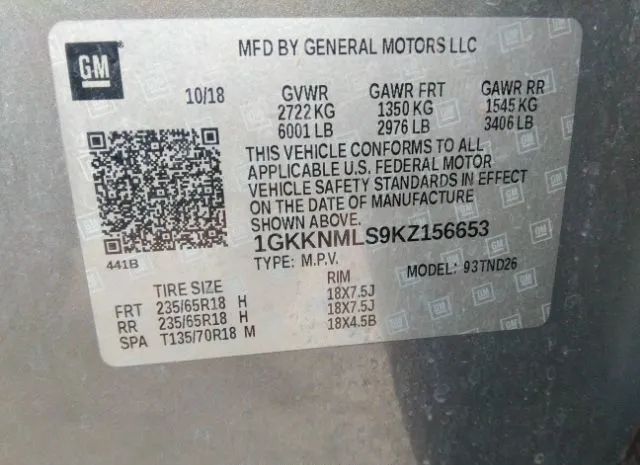 GM
MFD BY GENERAL MOTORS LLC
10/18 GVWR GAWR FRT GAWR RR
2722 KG 1350 KG 1545 KG
6001 LB 2976 LB 3406 LB
THIS VEHICLE CONFORMS TO ALL
APPLICABLE U.S. FEDERAL MOTOR
VEHICLE SAFETY STANDARDS IN EFFECT
ON THE DATE OF MANUFACTURE
SHOWN ABOVE.
1GKKNMLS9KZ156653
441B TYPE: M.P.V. MODEL: 93TND26
TIRE SIZE RIM
FRT 235/65R18 H 18X7.5J
RR 235/65R18 H 18X7.5J
SPA T135/70R18 M 18X4.5B